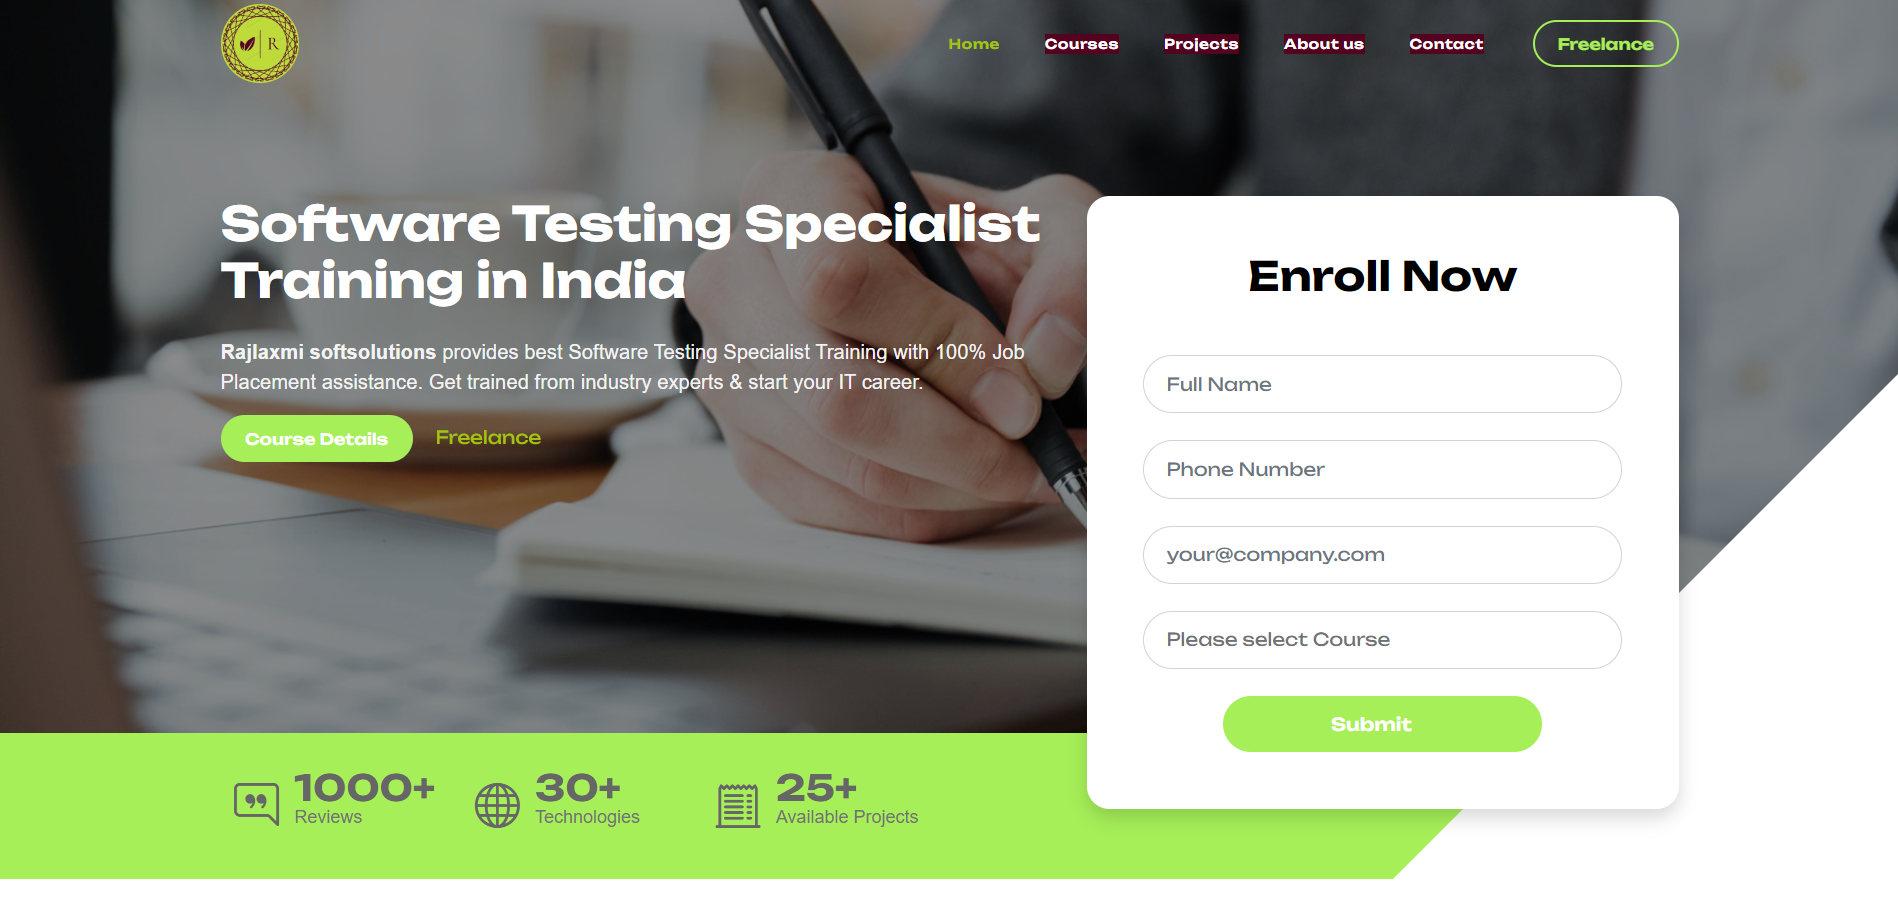 R
Home Courses Projects About us Contact Freelance
Software Testing Specialist
Training in India
Rajlaxmi softsolutions provides best Software Testing Specialist Training with 100% Job
Placement assistance. Get trained from industry experts & start your IT career.
Course Details Freelance
Enroll Now
Full Name
Phone Number
your@company.com
Please select Course
Submit
1000+
Reviews
30+
Technologies
25+
Available Projects